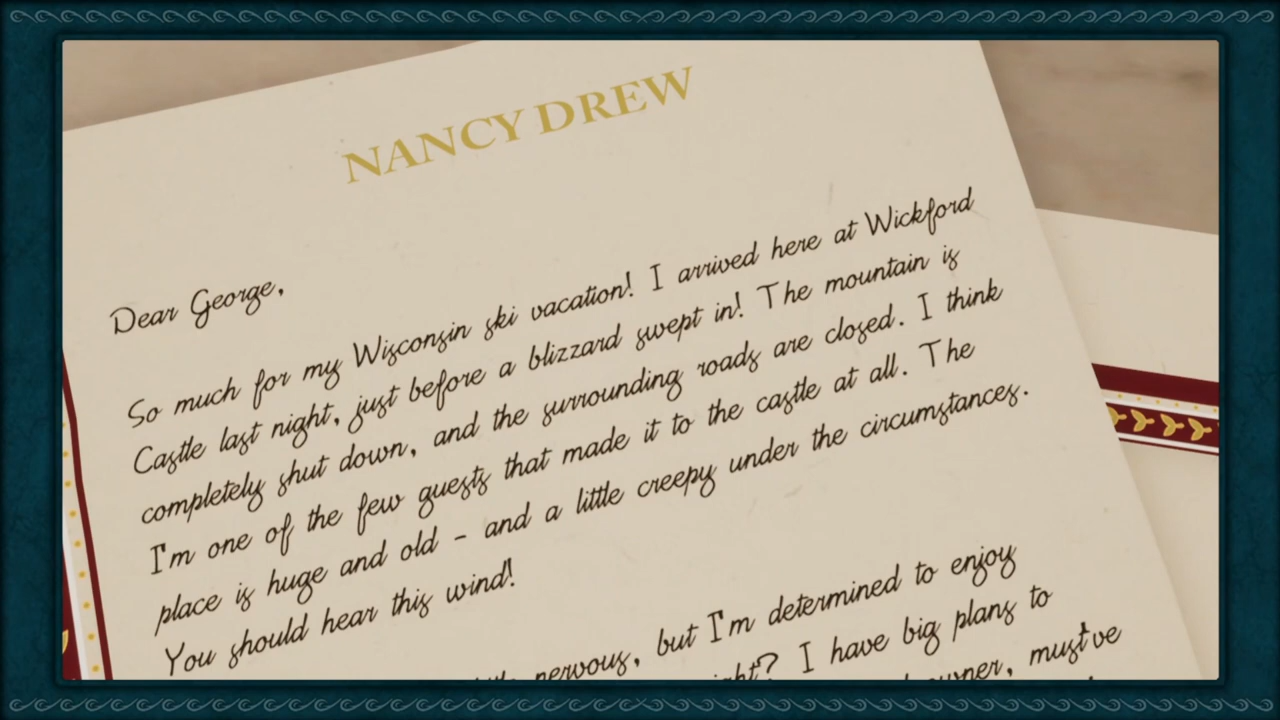 NANCY DREW
Dear George,
So much for my Wisconsin ski vacation! I arrived here at Wickford
Castle last night, just before a blizzard swept in! The mountain is
completely shut down, and the surrounding roads are closed. I think
I'm one of the few guests that made it to the castle at all. The
place is huge and old - and a little creepy under the circumstances.
You should hear this wind!
nervous, but I'm determined to enjoy
I have big plans to
owner, must've